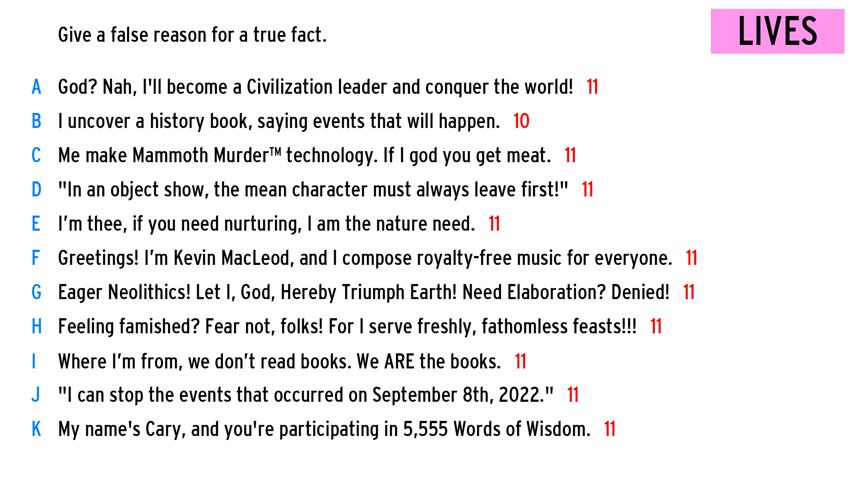 Give a false reason for a true fact.
LIVES
A God? Nah, I'll become a Civilization leader and conquer the world! 11
B I uncover a history book, saying events that will happen. 10
C Me make Mammoth Murder™ technology. If I god you get meat. 11
D "In an object show, the mean character must always leave first!" 11
E I’m thee, if you need nurturing, I am the nature need. 11
F Greetings! I’m Kevin MacLeod, and I compose royalty-free music for everyone. 11
G Eager Neolithics! Let I, God, Hereby Triumph Earth! Need Elaboration? Denied! 11
H Feeling famished? Fear not, folks! For I serve freshly, fathomless feasts!!! 11
I Where I’m from, we don’t read books. We ARE the books. 11
J "I can stop the events that occurred on September 8th, 2022." 11
K My name's Cary, and you're participating in 5,555 Words of Wisdom. 11